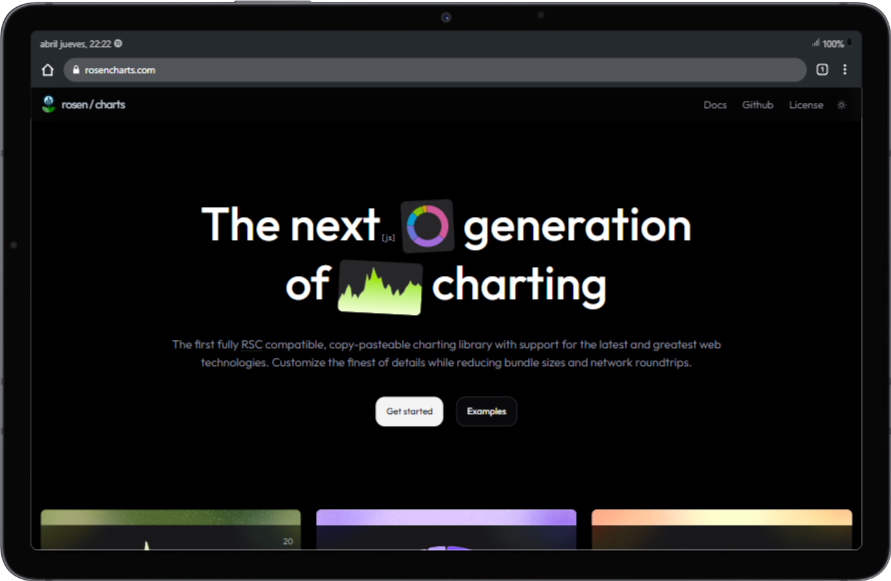 abril jueves, 22:22
100%
rosencharts.com
1
rosen/charts
Docs Github License
The next [js] generation
of charting
The first fully RSC compatible, copy-pasteable charting library with support for the latest and greatest web
technologies. Customize the finest of details while reducing bundle sizes and network roundtrips.
Get started Examples
20